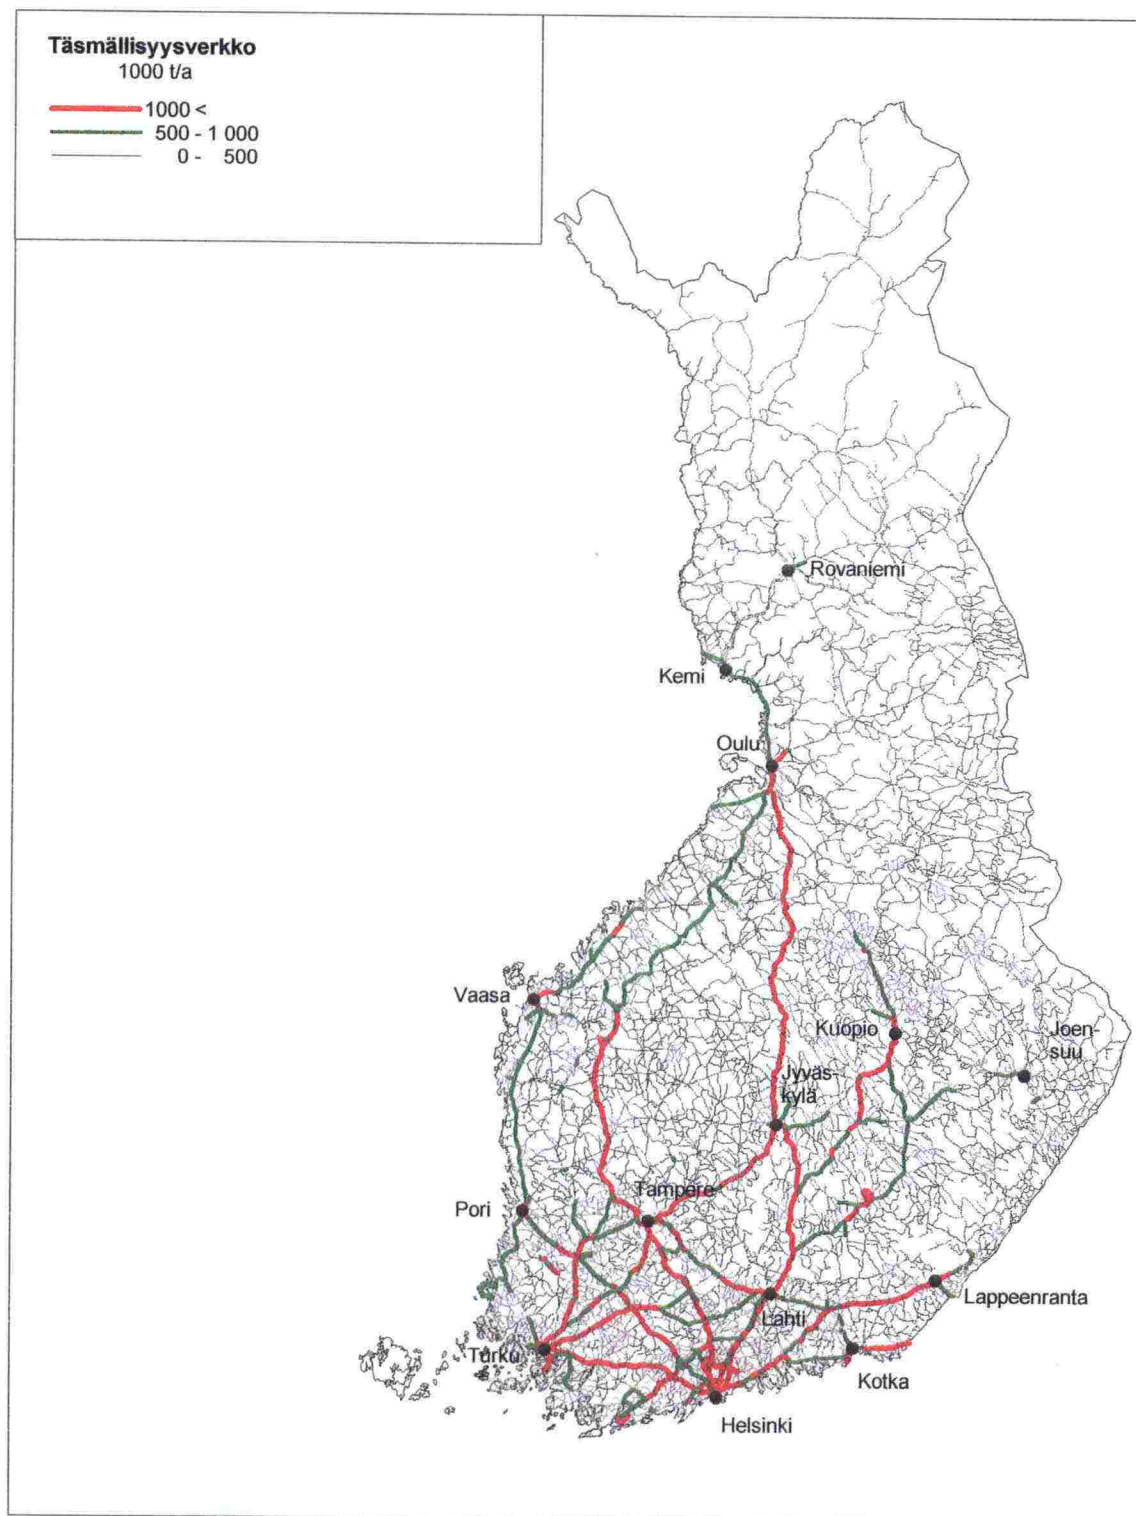 Täsmällisyysverkko
1000 t/a
1000 <
500 - 1 000
0 - 500
Rovaniemi
Kemi
Oulu
Vaasa
Kuopio
Joen-
suu
Jyväs-
kylä
Tampere
Pori
Lappeenranta
Lahti
Turku
Kotka
Helsinki